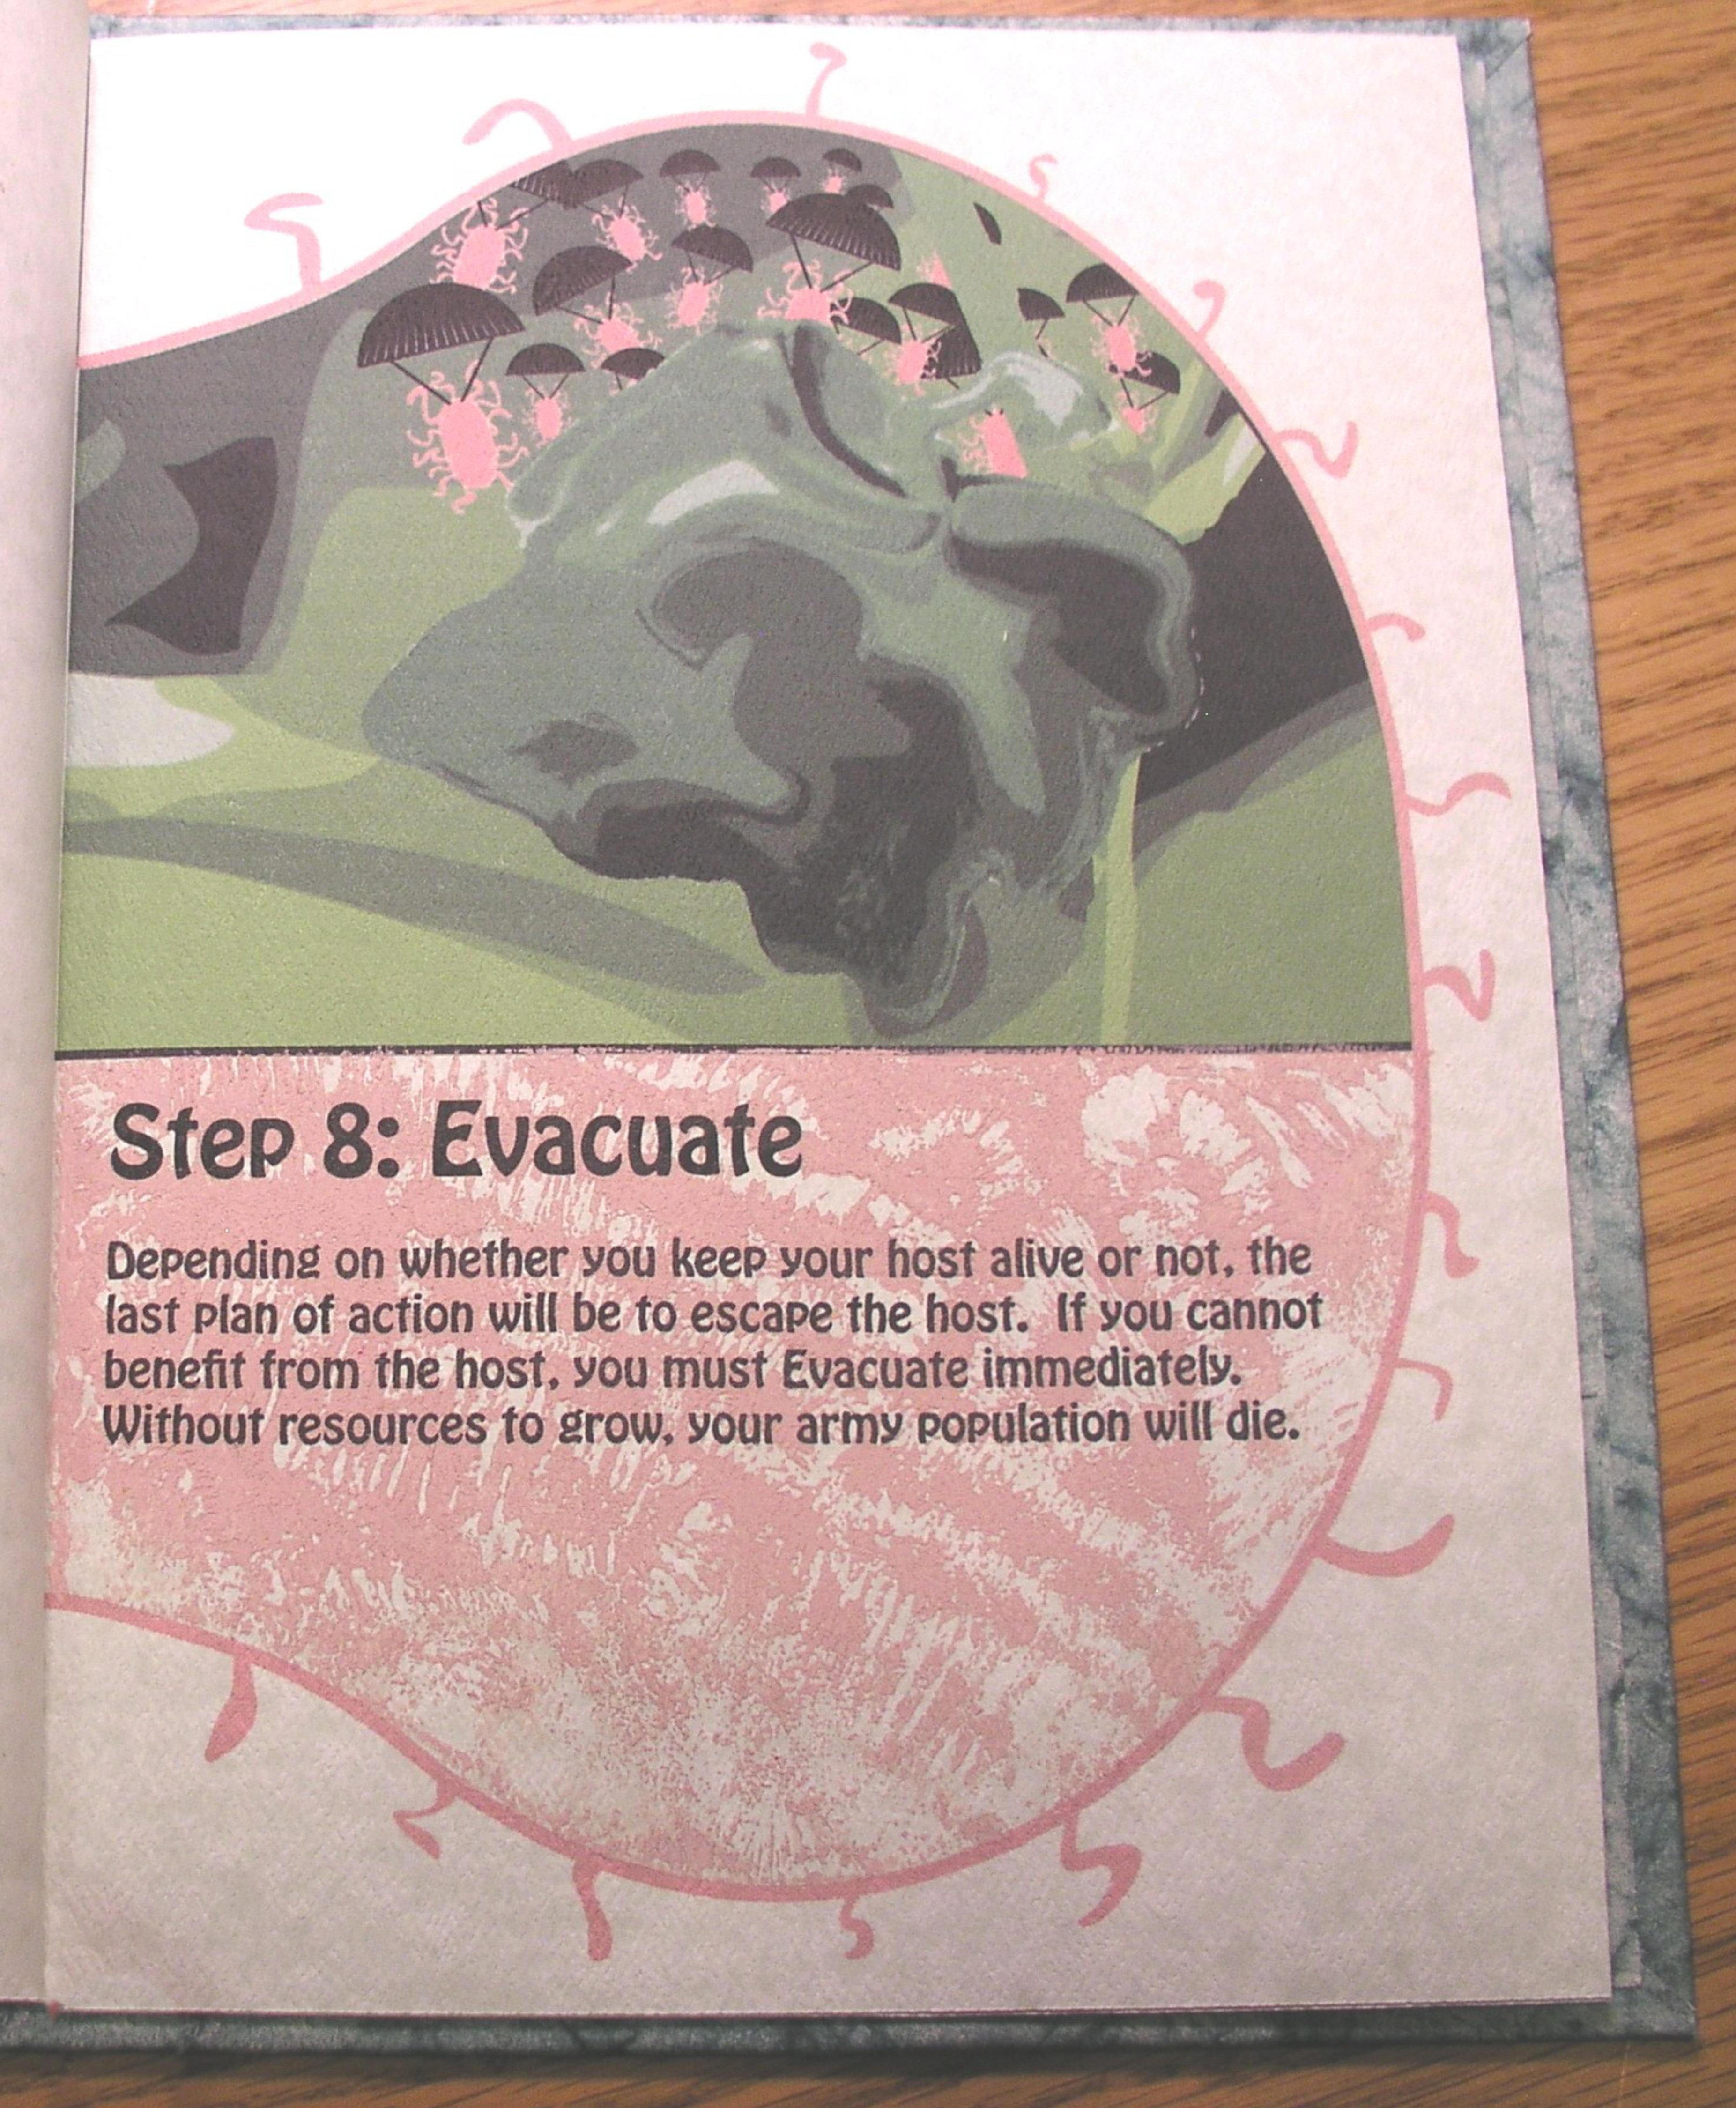 Step 8: Evacuate
Depending on whether you keep your host alive or not, the
last plan of action will be to escape the host.  If you cannot
benefit from the host, you must Evacuate immediately.
Without resources to grow, your army population will die.